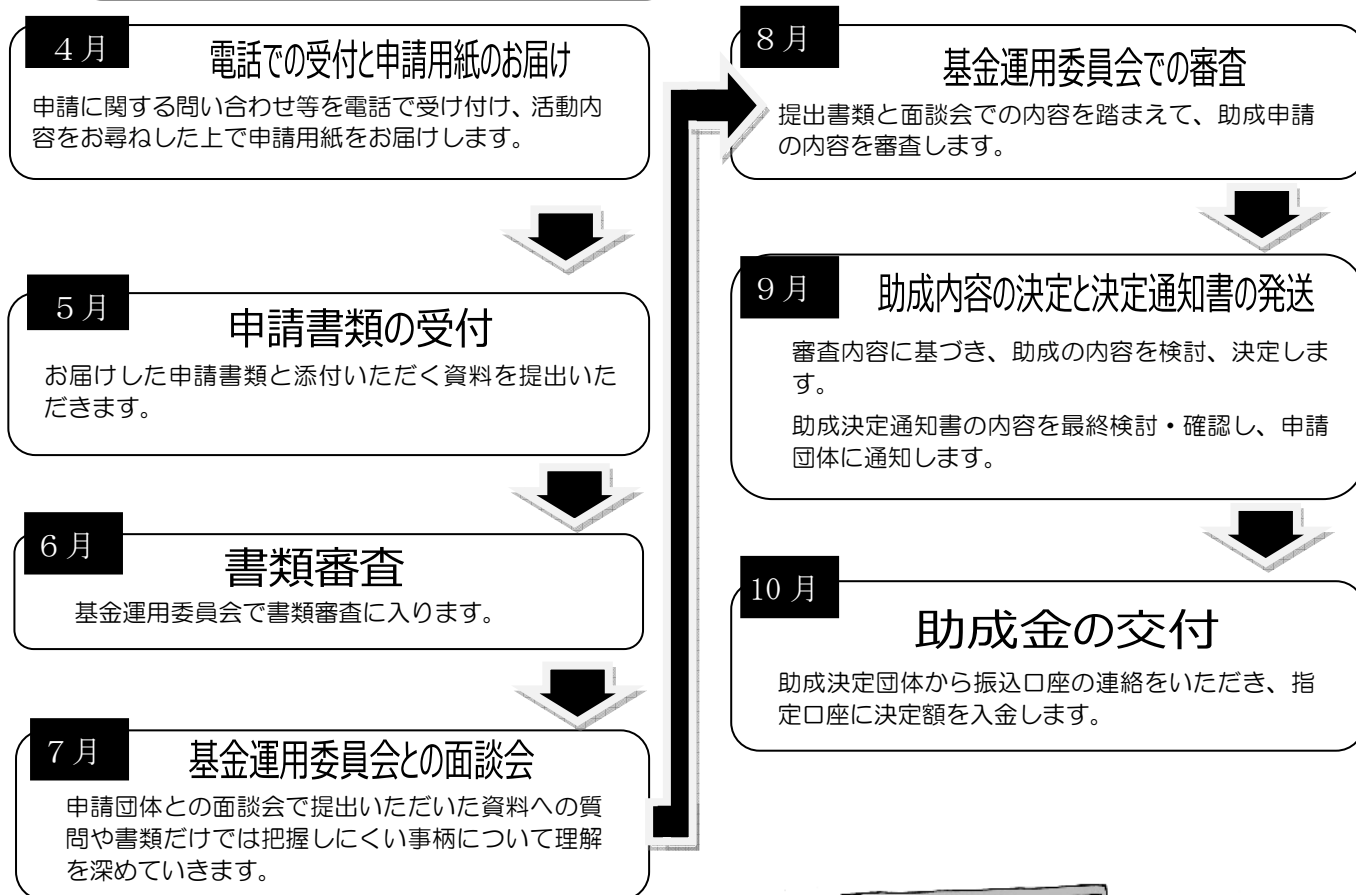 4月
電話での受付と申請用紙のお届け
申請に関する問い合わせ等を電話で受け付け、活動内
容をお尋ねした上で申請用紙をお届けします。
5月
申請書類の受付
お届けした申請書類と添付いただく資料を提出いた
だきます。
6月
書類審査
基金運用委員会で書類審査に入ります。
7月
基金運用委員会との面談会
申請団体との面談会で提出いただいた資料への質
問や書類だけでは把握しにくい事柄について理解
を深めていきます。
8月
基金運用委員会での審査
提出書類と面談会での内容を踏まえて、助成申請
の内容を審査します。
9月
助成内容の決定と決定通知書の発送
審査内容に基づき、助成の内容を検討、決定しま
す。
助成決定通知書の内容を最終検討・確認し、申請
団体に通知します。
10月
助成金の交付
助成決定団体から振込口座の連絡をいただき、指
定口座に決定額を入金します。